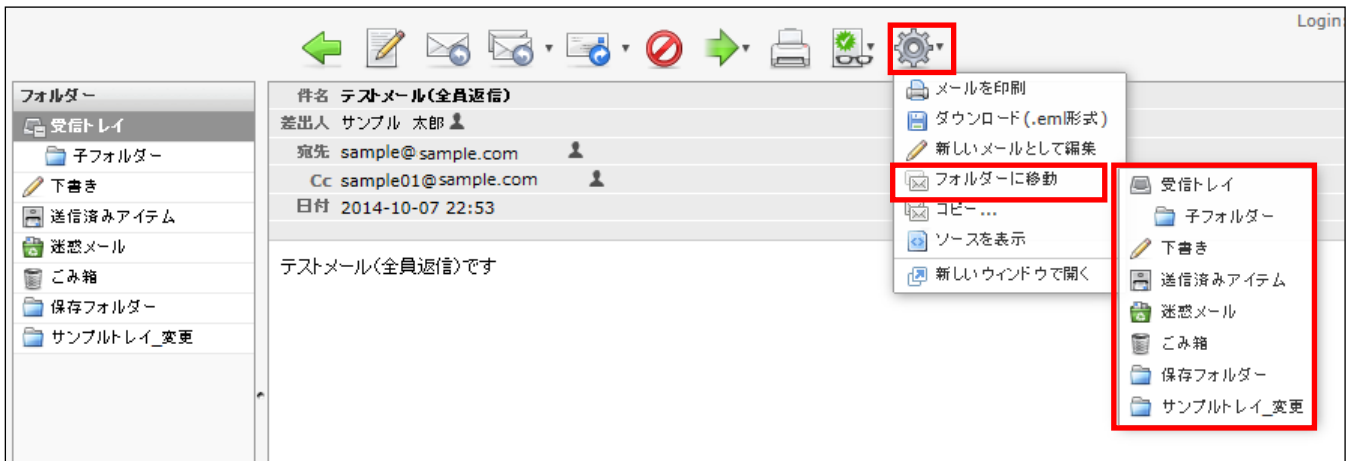 Login:
フォルダー
受信トレイ
子フォルダー
下書き
送信済みアイテム
迷惑メール
ごみ箱
保存フォルダー
サンプルトレイ_変更
件名 テストメール(全員返信)
差出人 サンプル 太郎
宛先 sample@sample.com
Cc sample01@sample.com
日付 2014-10-07 22:53
テストメール(全員返信)です
メールを印刷
ダウンロード(.eml形式)
新しいメールとして編集
フォルダーに移動
コピー...
ソースを表示
新しいウィンドウで開く
受信トレイ
子フォルダー
下書き
送信済みアイテム
迷惑メール
ごみ箱
保存フォルダー
サンプルトレイ_変更